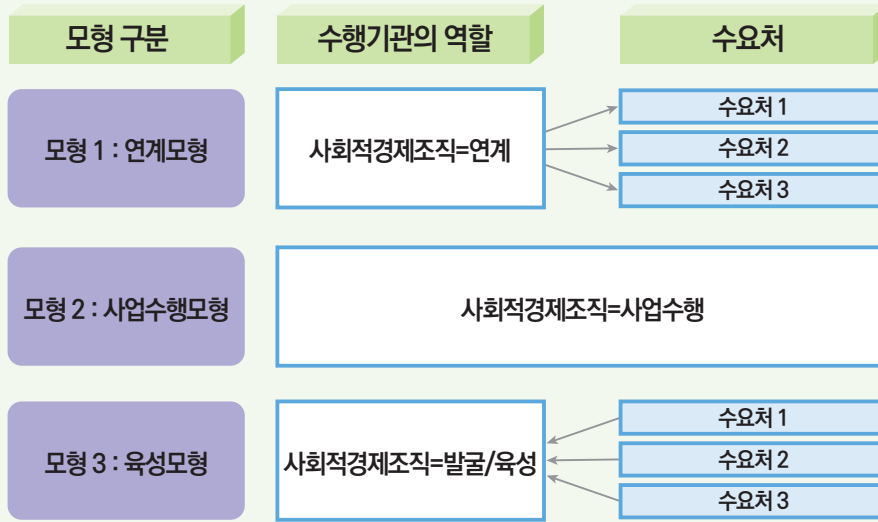 모형 구분
수행기관의 역할
수요처
모형 1 : 연계모형
사회적경제조직=연계
수요처 1
수요처 2
수요처 3
모형 2 : 사업수행모형
사회적경제조직=사업수행
모형 3 : 육성모형
사회적경제조직=발굴/육성
수요처 1
수요처 2
수요처 3